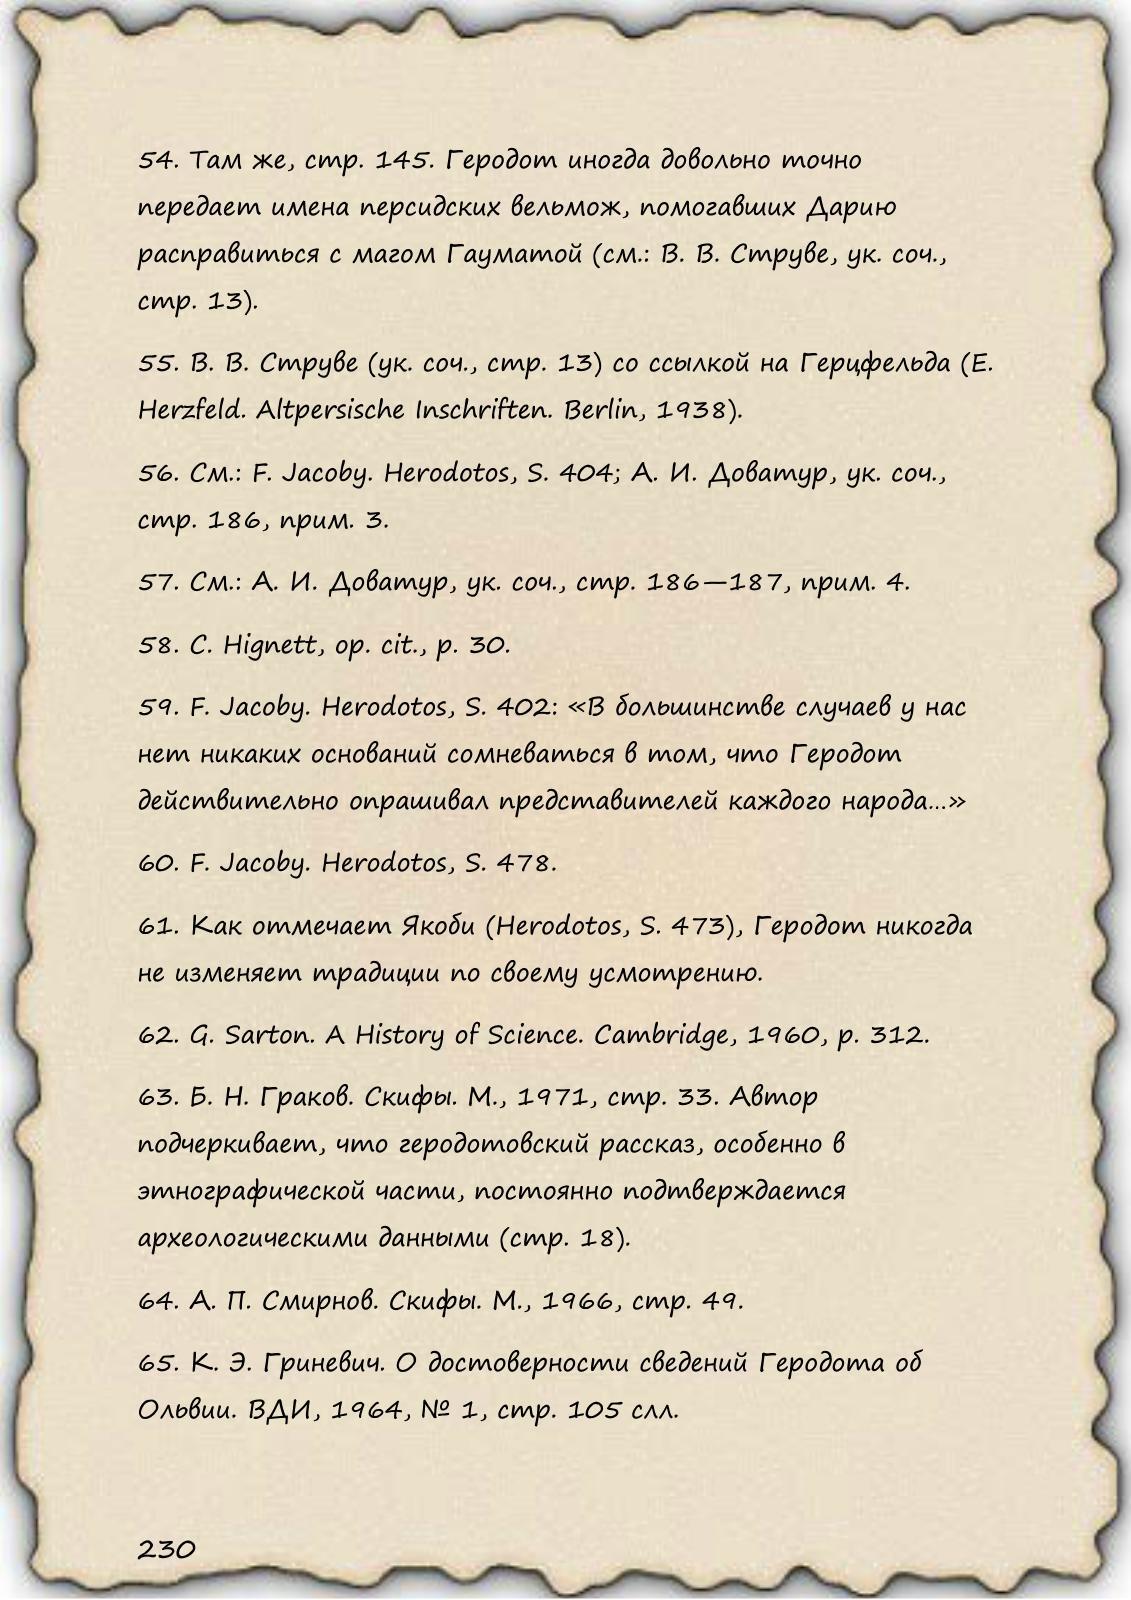 54. Там же, стр. 145. Геродот иногда довольно точно
передает имена персидских вельмож, помогавших Дарию
расправиться с магом Гауматой (см.: В. В. Струве, ук. соч.,
стр. 13).
55. В. В. Струве (ук. соч., стр. 13) со ссылкой на Герцфельда (E.
Herzfeld. Altpersische Inschriften. Berlin, 1938).
56. См.: F. Jacoby. Herodotos, S. 404; А. И. Доватур, ук. соч.,
стр. 186, прим. 3.
57. См.: А. И. Доватур, ук. соч., стр. 186—187, прим. 4.
58. C. Hignett, op. cit., p. 30.
59. F. Jacoby. Herodotos, S. 402: «В большинстве случаев у нас
нет никаких оснований сомневаться в том, что Геродот
действительно опрашивал представителей каждого народа...»
60. F. Jacoby. Herodotos, S. 478.
61. Как отмечает Якоби (Herodotos, S. 473), Геродот никогда
не изменяет традиции по своему усмотрению.
62. G. Sarton. A History of Science. Cambridge, 1960, p. 312.
63. Б. Н. Граков. Скифы. М., 1971, стр. 33. Автор
подчеркивает, что геродотовский рассказ, особенно в
этнографической части, постоянно подтверждается
археологическими данными (стр. 18).
64. А. П. Смирнов. Скифы. М., 1966, стр. 49.
65. К. Э. Гриневич. О достоверности сведений Геродота об
Ольвии. ВДИ, 1964, № 1, стр. 105 слл.
230